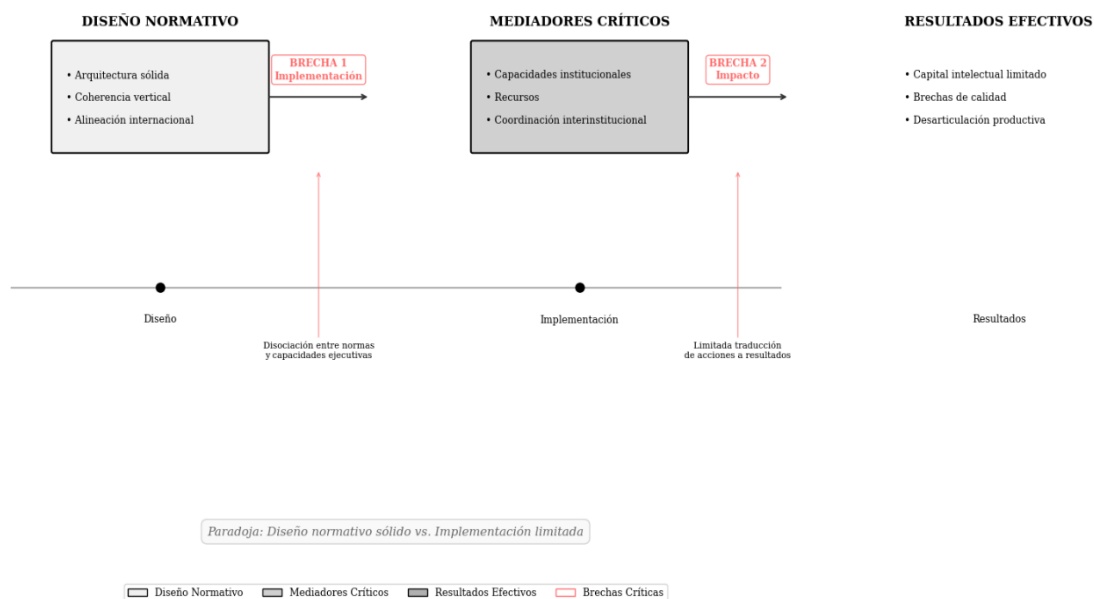 DISEÑO NORMATIVO
MEDIADORES CRÍTICOS
RESULTADOS EFECTIVOS
• Arquitectura sólida
• Coherencia vertical
• Alineación internacional
BRECHA 1
Implementación
• Capacidades institucionales
• Recursos
• Coordinación interinstitucional
BRECHA 2
Impacto
• Capital intelectual limitado
• Brechas de calidad
• Desarticulación productiva
Diseño
Implementación
Resultados
Disociación entre normas
y capacidades ejecutivas
Limitada traducción
de acciones a resultados
Paradoja: Diseño normativo sólido vs. Implementación limitada
Diseño Normativo
Mediadores Críticos
Resultados Efectivos
Brechas Críticas